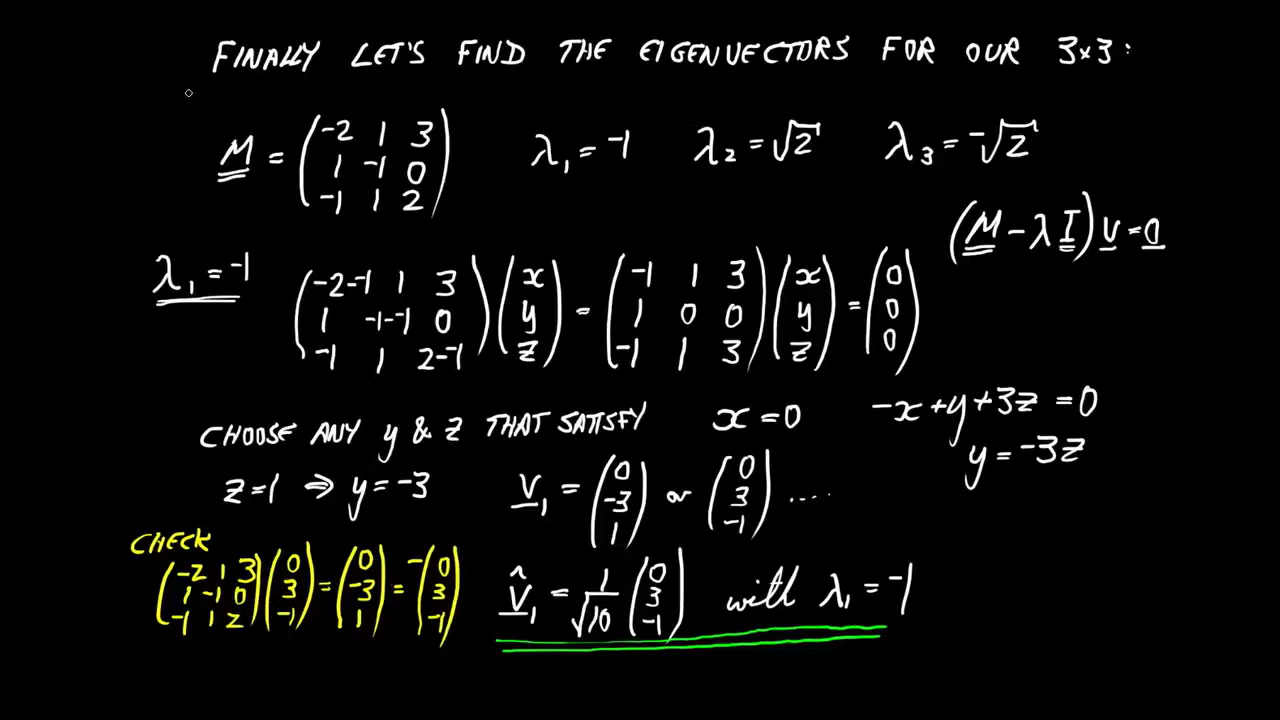 FINALLY LET'S FIND THE EIGENVECTORS FOR OUR 3×3:
M = (-2 1 3; 1 -1 0; -1 1 2) λ₁ = -1 λ₂ = √2 λ₃ = -√2
(M - λI)v = 0
λ₁ = -1 (-2--1 1 3; 1 -1--1 0; -1 1 2--1)(x; y; z) = (-1 1 3; 1 0 0; -1 1 3)(x; y; z) = (0; 0; 0)
CHOOSE ANY y & z THAT SATISFY x = 0 -x + y + 3z = 0
y = -3z
z = 1 ⇒ y = -3 v₁ = (0; -3; 1) or (0; 3; -1) ....
CHECK
(-2 1 3; 1 -1 0; -1 1 2)(0; 3; -1) = (0; -3; 1) = -(0; 3; -1)
v̂₁ = 1/√10 (0; 3; -1) with λ₁ = -1